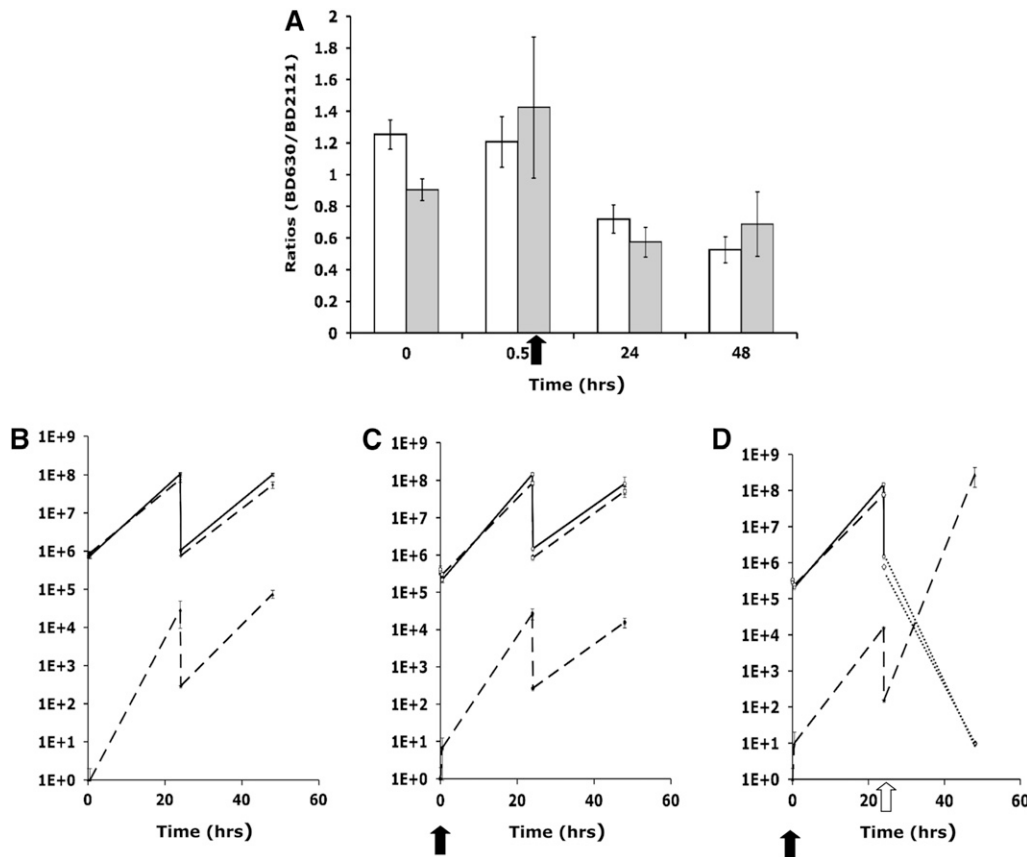 A
Ratios (BD630/BD2121)
2
1.8
1.6
1.4
1.2
1
0.8
0.6
0.4
0.2
0
0 0.5 24 48
Time (hrs)
B
1E+9
1E+8
1E+7
1E+6
1E+5
1E+4
1E+3
1E+2
1E+1
1E+0
0 20 40 60
Time (hrs)
C
1E+9
1E+8
1E+7
1E+6
1E+5
1E+4
1E+3
1E+2
1E+1
1E+0
0 20 40 60
Time (hrs)
D
1E+9
1E+8
1E+7
1E+6
1E+5
1E+4
1E+3
1E+2
1E+1
1E+0
0 20 40 60
Time (hrs)